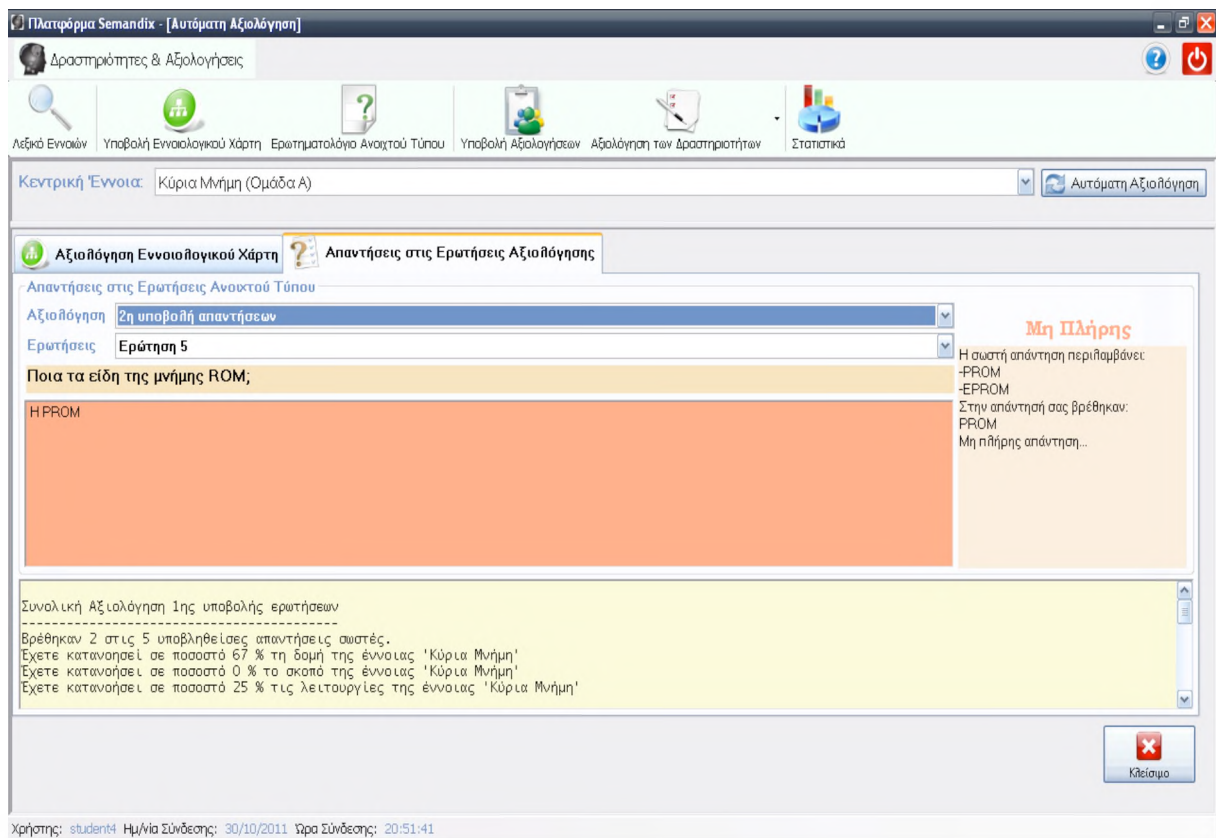 Πλατφόρμα Semandix - [Αυτόματη Αξιολόγηση]
Δραστηριότητες & Αξιολογήσεις
Λεξικό Εννοιών
Υποβολή Εννοιολογικού Χάρτη
Ερωτηματολόγιο Ανοιχτού Τύπου
Υποβολή Αξιολογήσεων
Αξιολόγηση των Δραστηριοτήτων
Στατιστικά
Κεντρική Έννοια: Κύρια Μνήμη (Ομάδα Α)
Αυτόματη Αξιολόγηση
Αξιολόγηση Εννοιολογικού Χάρτη
Απαντήσεις στις Ερωτήσεις Αξιολόγησης
Απαντήσεις στις Ερωτήσεις Ανοιχτού Τύπου
Αξιολόγηση 2η υποβολή απαντήσεων
Ερωτήσεις Ερώτηση 5
Ποια τα είδη της μνήμης ROM;
Η PROM
Μη Πλήρης
Η σωστή απάντηση περιλαμβάνει:
-PROM
-EPROM
Στην απάντησή σας βρέθηκαν:
PROM
Μη πλήρης απάντηση...
Συνολική Αξιολόγηση 1ης υποβολής ερωτήσεων
-----------------------------------------
Βρέθηκαν 2 στις 5 υποβληθείσες απαντήσεις σωστές.
Έχετε κατανοησεί σε ποσοστό 67 % τη δομή της έννοιας 'Κύρια Μνήμη'
Έχετε κατανοήσει σε ποσοστό 0 % το σκοπό της έννοιας 'Κύρια Μνήμη'
Έχετε κατανοήσει σε ποσοστό 25 % τις λειτουργίες της έννοιας 'Κύρια Μνήμη'
Κλείσιμο
Χρήστης: student4 Ημ/νία Σύνδεσης: 30/10/2011 Ώρα Σύνδεσης: 20:51:41